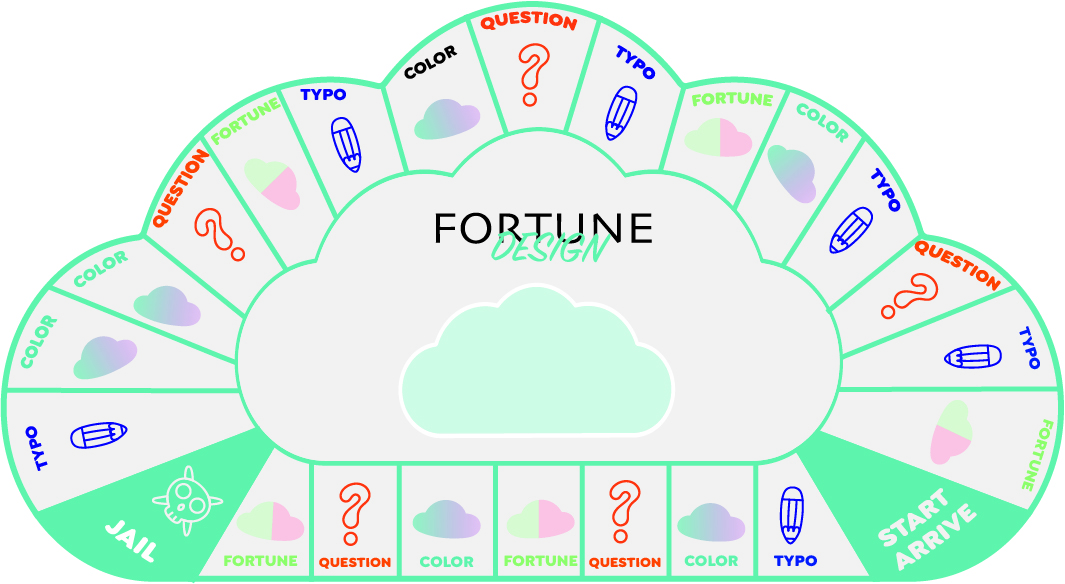 QUESTION
COLOR
TYPO
TYPO
FORTUNE
FORTUNE
COLOR
QUESTION
TYPO
FORTUNE
DESIGN
COLOR
QUESTION
COLOR
TYPO
TYPO
FORTUNE
JAIL
START
ARRIVE
FORTUNE
QUESTION
COLOR
FORTUNE
QUESTION
COLOR
TYPO